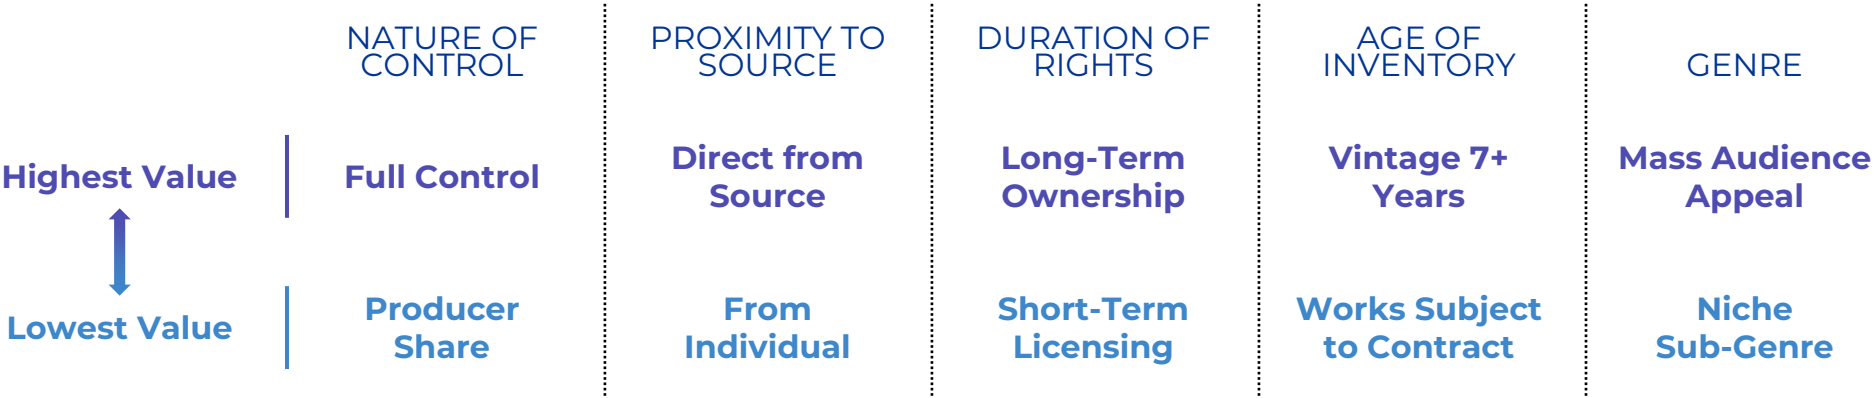 NATURE OF
CONTROL
PROXIMITY TO
SOURCE
DURATION OF
RIGHTS
AGE OF
INVENTORY
GENRE
Highest Value
Full Control
Direct from
Source
Long-Term
Ownership
Vintage 7+
Years
Mass Audience
Appeal
Lowest Value
Producer
Share
From
Individual
Short-Term
Licensing
Works Subject
to Contract
Niche
Sub-Genre